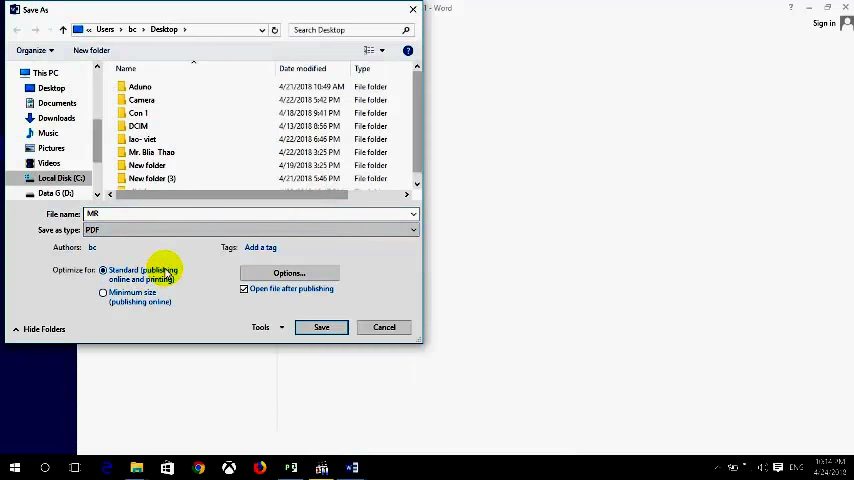 Save As
1 - Word
Sign in
« Users › bc › Desktop ›
Search Desktop
Organize
New folder
This PC
Desktop
Documents
Downloads
Music
Pictures
Videos
Local Disk (C:)
Data G (D:)
Name Date modified Type
Aduno 4/21/2018 10:49 AM File folder
Camera 4/22/2018 5:42 PM File folder
Con 1 4/18/2018 9:41 PM File folder
DCIM 4/13/2018 8:56 PM File folder
lao- viet 4/22/2018 6:46 PM File folder
Mr. Blia Thao 4/22/2018 3:25 PM File folder
New folder 4/19/2018 3:25 PM File folder
New folder (3) 4/21/2018 5:46 PM File folder
File name: MR
Save as type: PDF
Authors: bc
Tags: Add a tag
Optimize for:
Standard (publishing
online and printing)
Minimum size
(publishing online)
Options...
Open file after publishing
Hide Folders
Tools
Save
Cancel
ENG
10:14 PM
4/24/2018